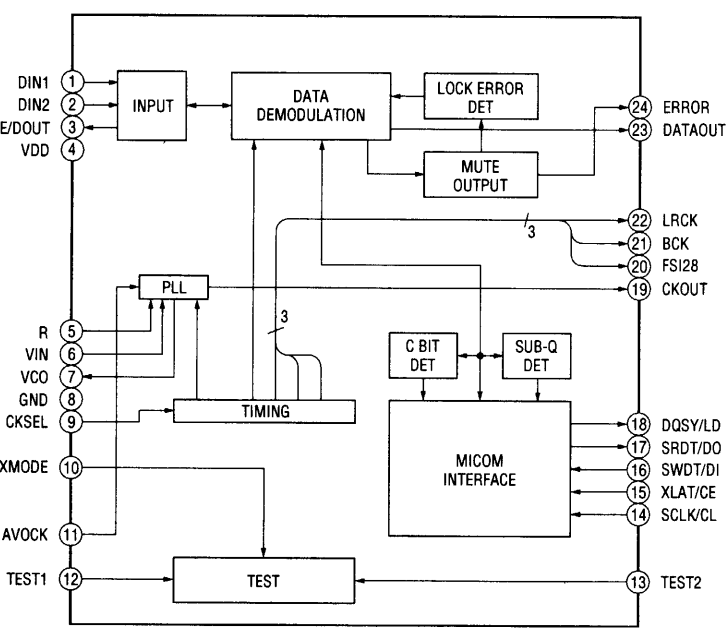 DIN1 1
DIN2 2
E/DOUT 3
VDD 4
INPUT
DATA
DEMODULATION
LOCK ERROR
DET
MUTE
OUTPUT
24 ERROR
23 DATAOUT
3
22 LRCK
21 BCK
20 FSI28
19 CKOUT
PLL
3
R 5
VIN 6
VCO 7
GND 8
CKSEL 9
TIMING
C BIT
DET
SUB-Q
DET
MICOM
INTERFACE
18 DQSY/LD
17 SRDT/DO
16 SWDT/DI
15 XLAT/CE
14 SCLK/CL
XMODE 10
AVOCK 11
TEST1 12
TEST
13 TEST2